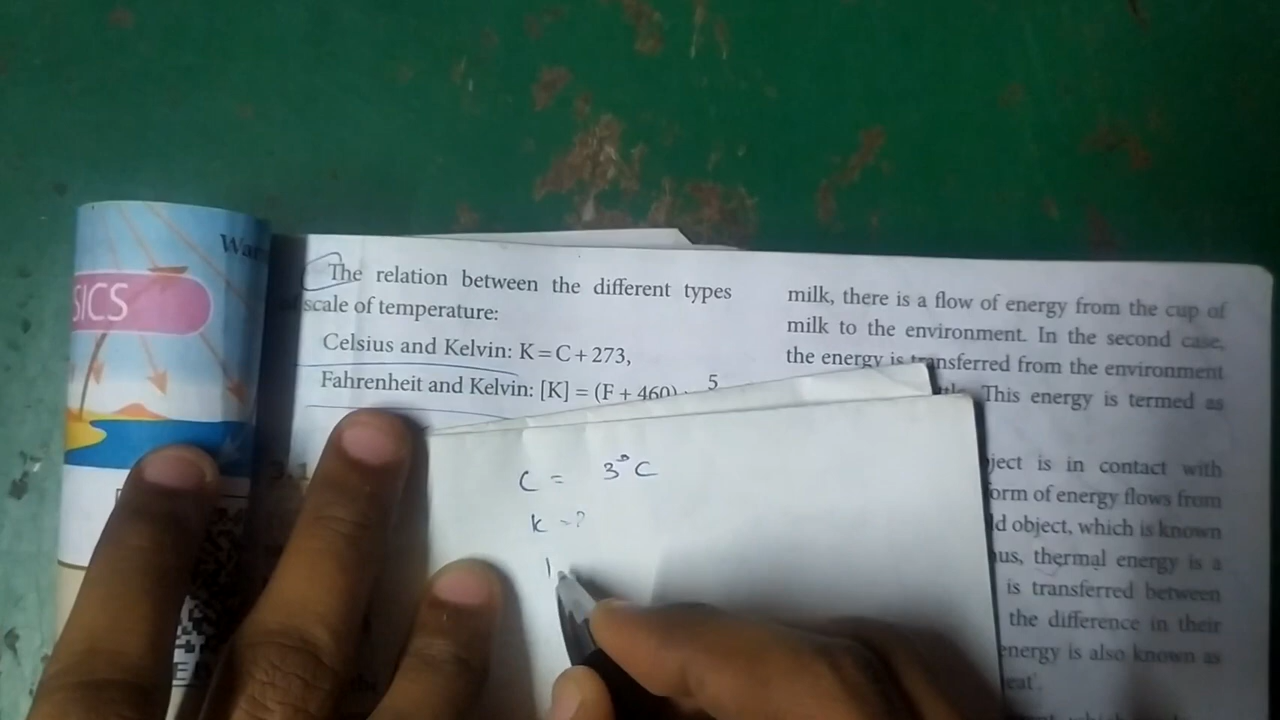 SICS
The relation between the different types
scale of temperature:
Celsius and Kelvin: K = C + 273,
Fahrenheit and Kelvin: [K] = (F + 460) 5
milk, there is a flow of energy from the cup of
milk to the environment. In the second case,
the energy is transferred from the environment
This energy is termed as
ject is in contact with
orm of energy flows from
ld object, which is known
us, thermal energy is a
is transferred between
the difference in their
energy is also known as
eat'.
C = 3°C
K = ?